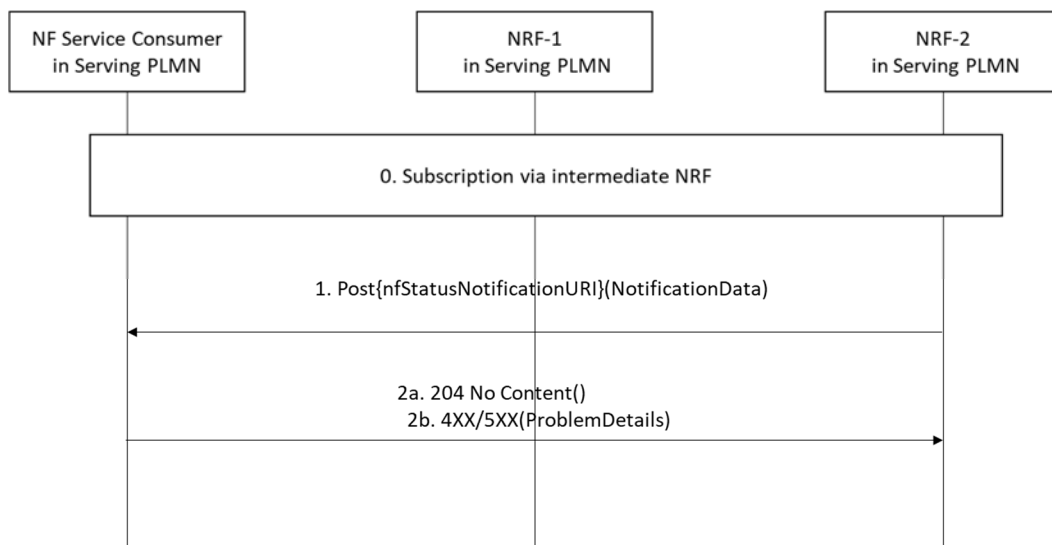 NF Service Consumer
in Serving PLMN
NRF-1
in Serving PLMN
NRF-2
in Serving PLMN
0. Subscription via intermediate NRF
1. Post{nfStatusNotificationURI}(NotificationData)
2a. 204 No Content()
2b. 4XX/5XX(ProblemDetails)